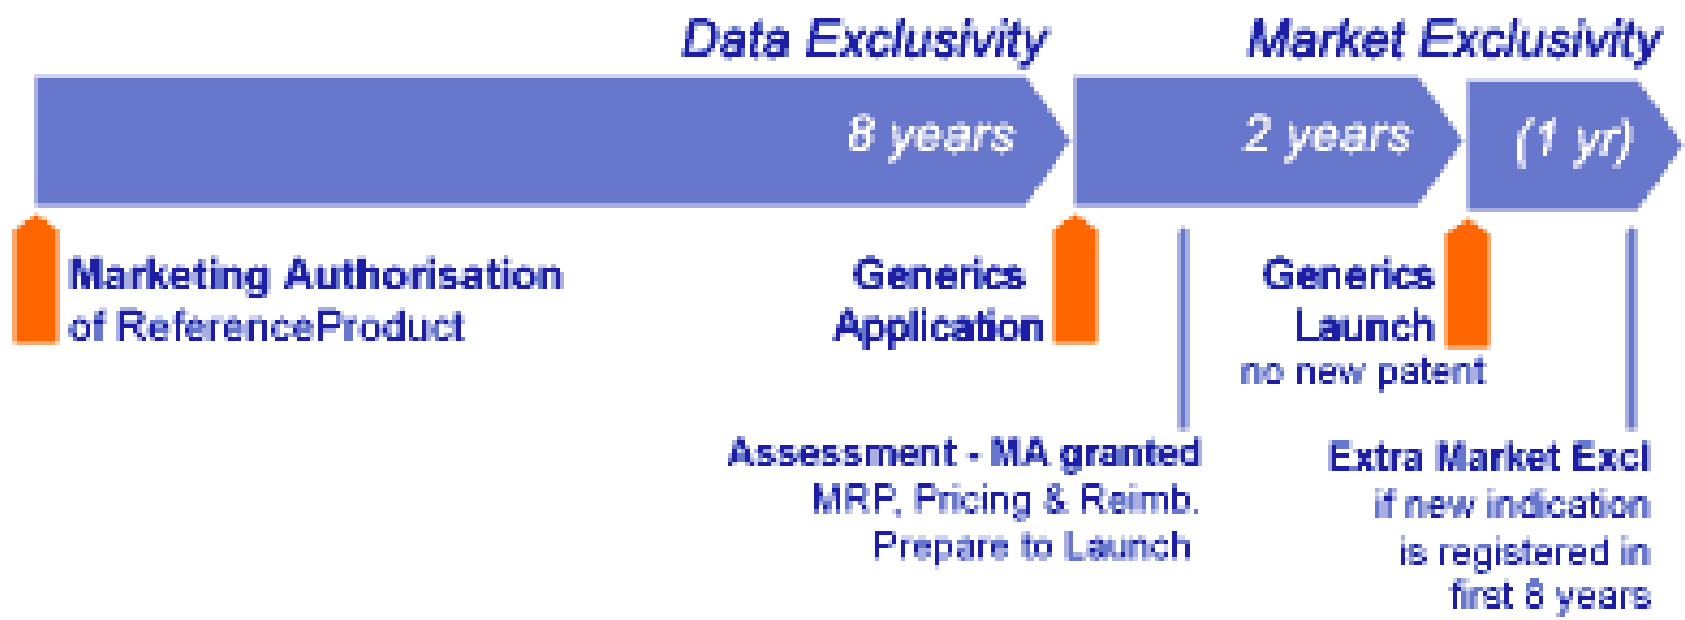 Data Exclusivity
Market Exclusivity
8 years
2 years
(1 yr)
Marketing Authorisation
of ReferenceProduct
Generics
Application
Generics
Launch
no new patent
Assessment - MA granted
MRP, Pricing & Reimb.
Prepare to Launch
Extra Market Excl
if new indication
is registered in
first 8 years